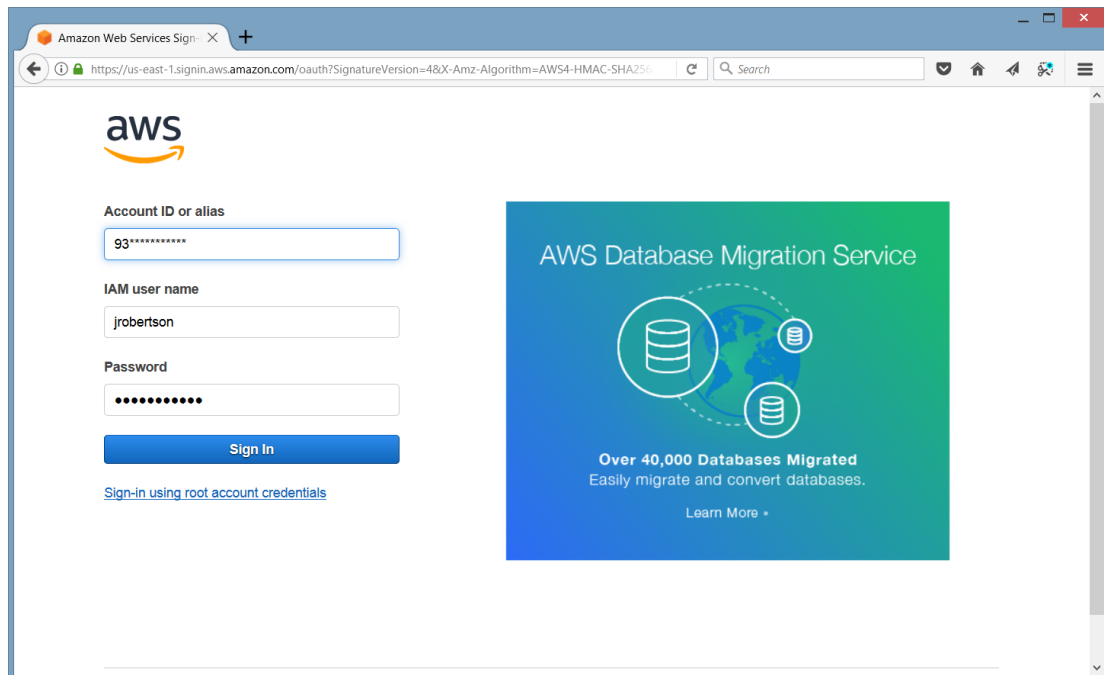 Amazon Web Services Sign-
https://us-east-1.signin.aws.amazon.com/oauth?SignatureVersion=4&X-Amz-Algorithm=AWS4-HMAC-SHA256
Search
aws
Account ID or alias
93***********
IAM user name
jrobertson
Password
•••••••••••
Sign In
Sign-in using root account credentials
AWS Database Migration Service
Over 40,000 Databases Migrated
Easily migrate and convert databases.
Learn More »